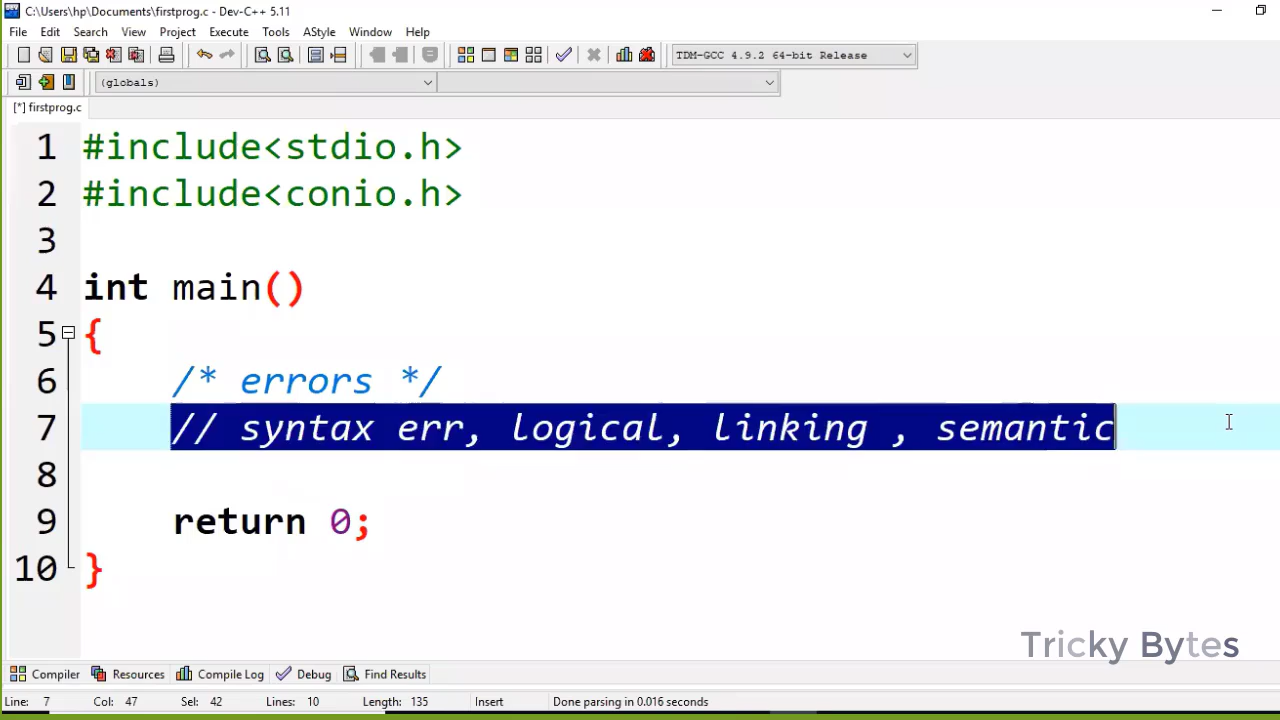 C:\Users\hp\Documents\firstprog.c - Dev-C++ 5.11
File Edit Search View Project Execute Tools AStyle Window Help
TDM-GCC 4.9.2 64-bit Release
(globals)
[*] firstprog.c
1 #include<stdio.h>
2 #include<conio.h>
3
4 int main()
5 {
6 /* errors */
7 // syntax err, logical, linking , semantic
8
9 return 0;
10 }
Tricky Bytes
Compiler Resources Compile Log Debug Find Results
Line: 7 Col: 47 Sel: 42 Lines: 10 Length: 135 Insert Done parsing in 0.016 seconds